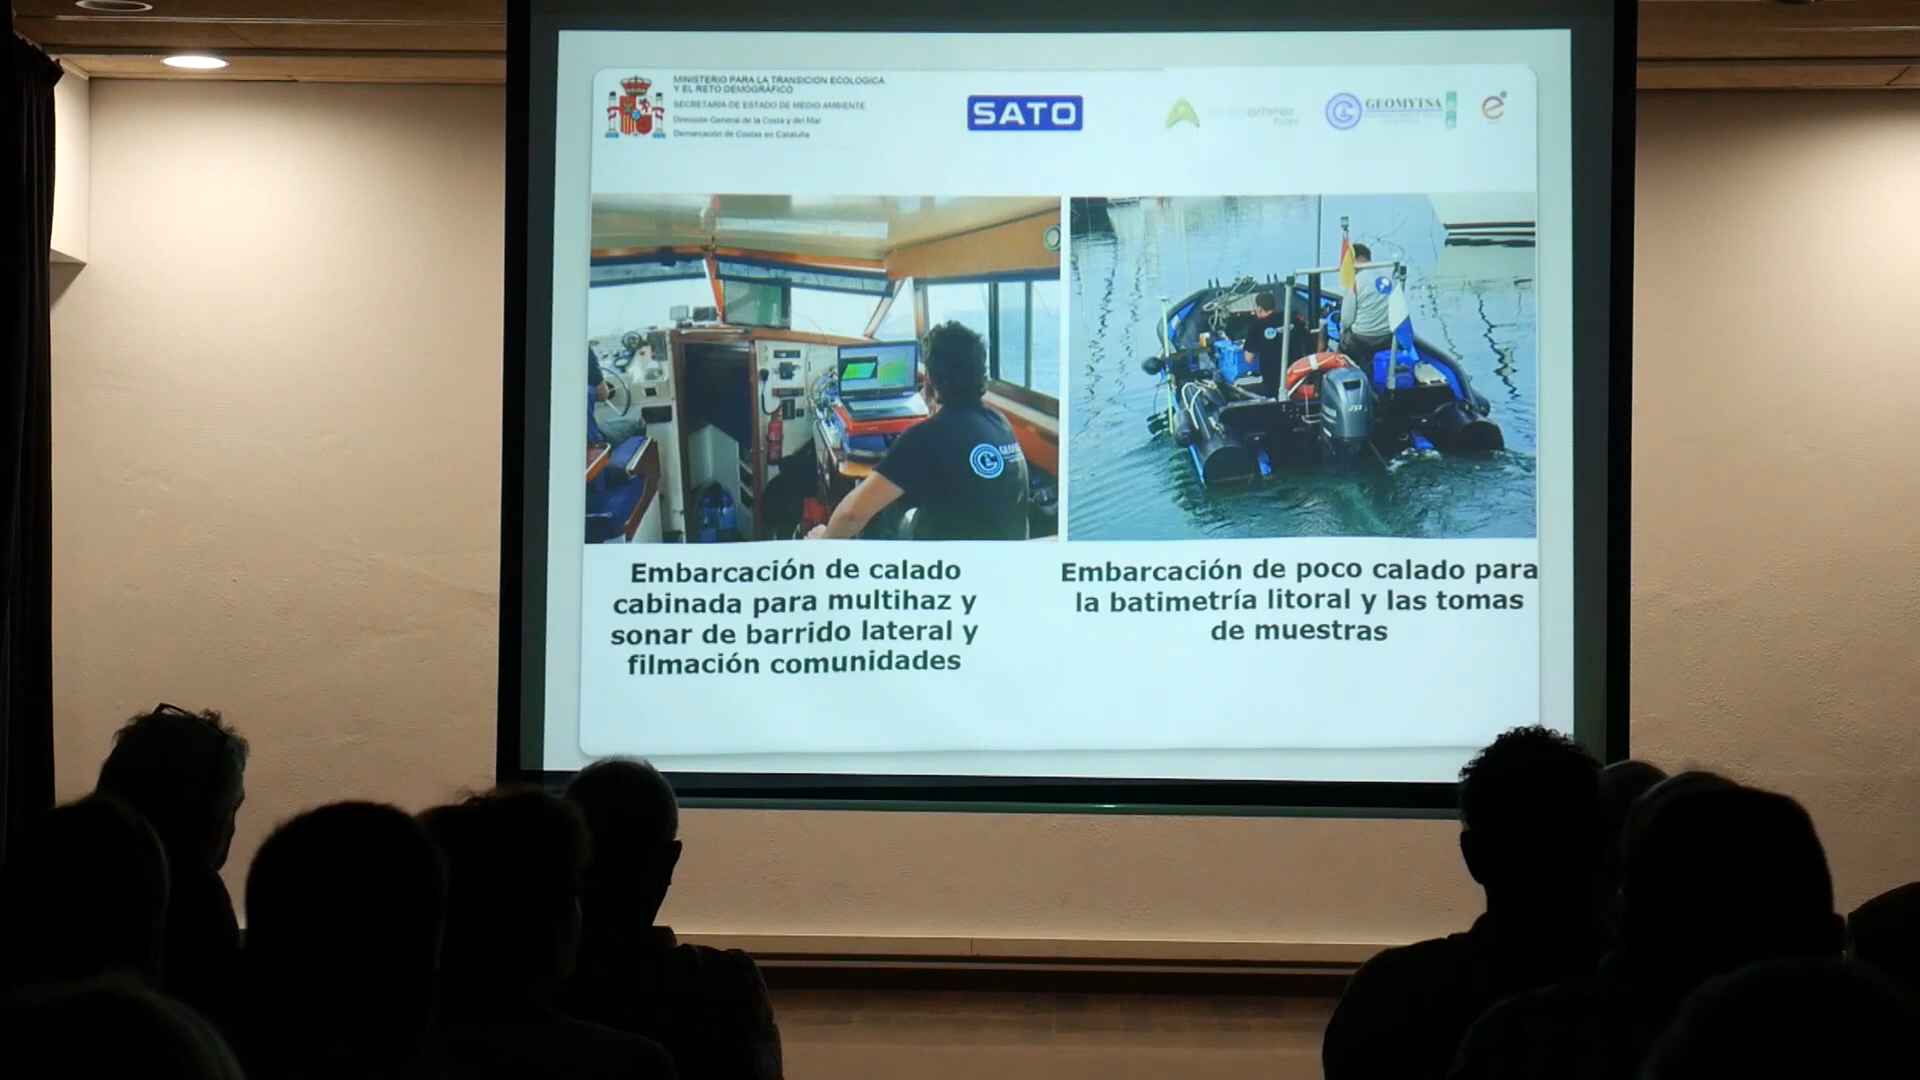 MINISTERIO PARA LA TRANSICION ECOLOGICA
Y EL RETO DEMOGRÁFICO
SECRETARIA DE ESTADO DE MEDIO AMBIENTE
Dirección General de la Costa y del Mar
Demarcación de Costas en Cataluña
SATO
GEOMYTSA
Embarcación de calado
cabinada para multihaz y
sonar de barrido lateral y
filmación comunidades
Embarcación de poco calado para
la batimetría litoral y las tomas
de muestras